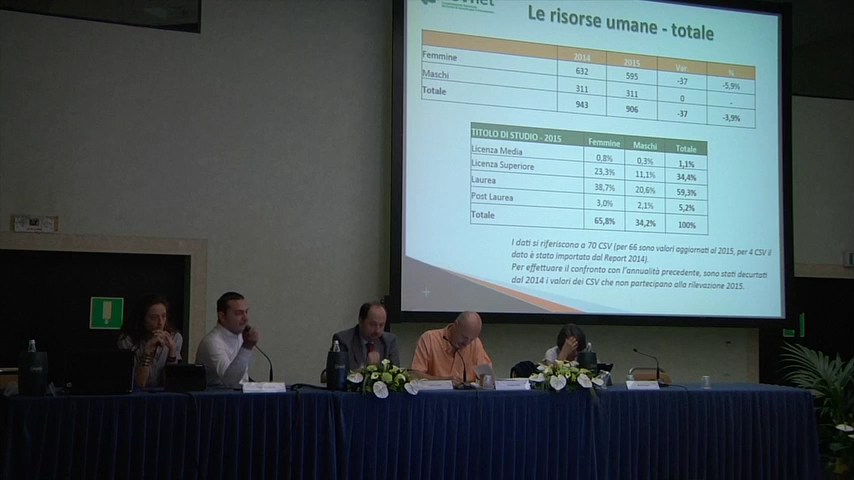 Le risorse umane - totale
2014 2015 Var. %
Femmine 632 595 -37 -5,9%
Maschi 311 311 0 -
Totale 943 906 -37 -3,9%
TITOLO DI STUDIO - 2015 Femmine Maschi Totale
Licenza Media 0,8% 0,3% 1,1%
Licenza Superiore 23,3% 11,1% 34,4%
Laurea 38,7% 20,6% 59,3%
Post Laurea 3,0% 2,1% 5,2%
Totale 65,8% 34,2% 100%
I dati si riferiscono a 70 CSV (per 66 sono valori aggiornati al 2015, per 4 CSV il
dato è stato importato dal Report 2014).
Per effettuare il confronto con l'annualità precedente, sono stati decurtati
dal 2014 i valori dei CSV che non partecipano alla rilevazione 2015.